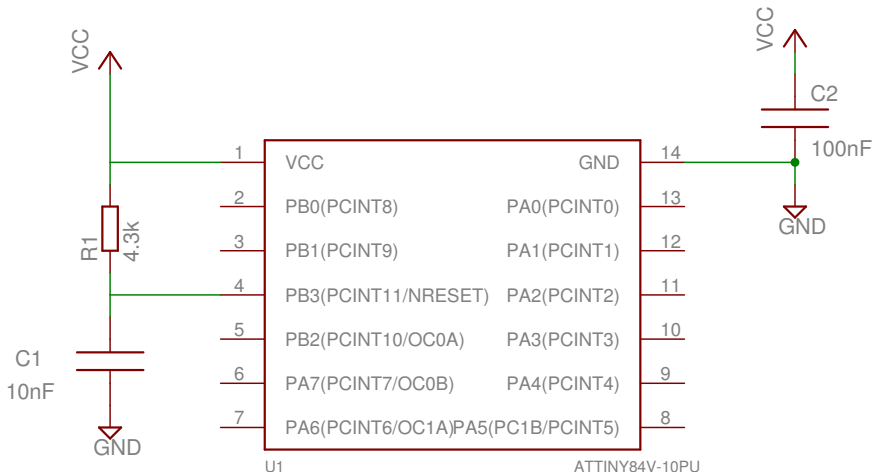 VCC
VCC
C2
100nF
GND
1
VCC
GND
14
2
PB0(PCINT8)
PA0(PCINT0)
13
R1
4.3k
3
PB1(PCINT9)
PA1(PCINT1)
12
4
PB3(PCINT11/NRESET)
PA2(PCINT2)
11
5
PB2(PCINT10/OC0A)
PA3(PCINT3)
10
C1
10nF
6
PA7(PCINT7/OC0B)
PA4(PCINT4)
9
7
PA6(PCINT6/OC1A)
PA5(PC1B/PCINT5)
8
GND
U1
ATTINY84V-10PU